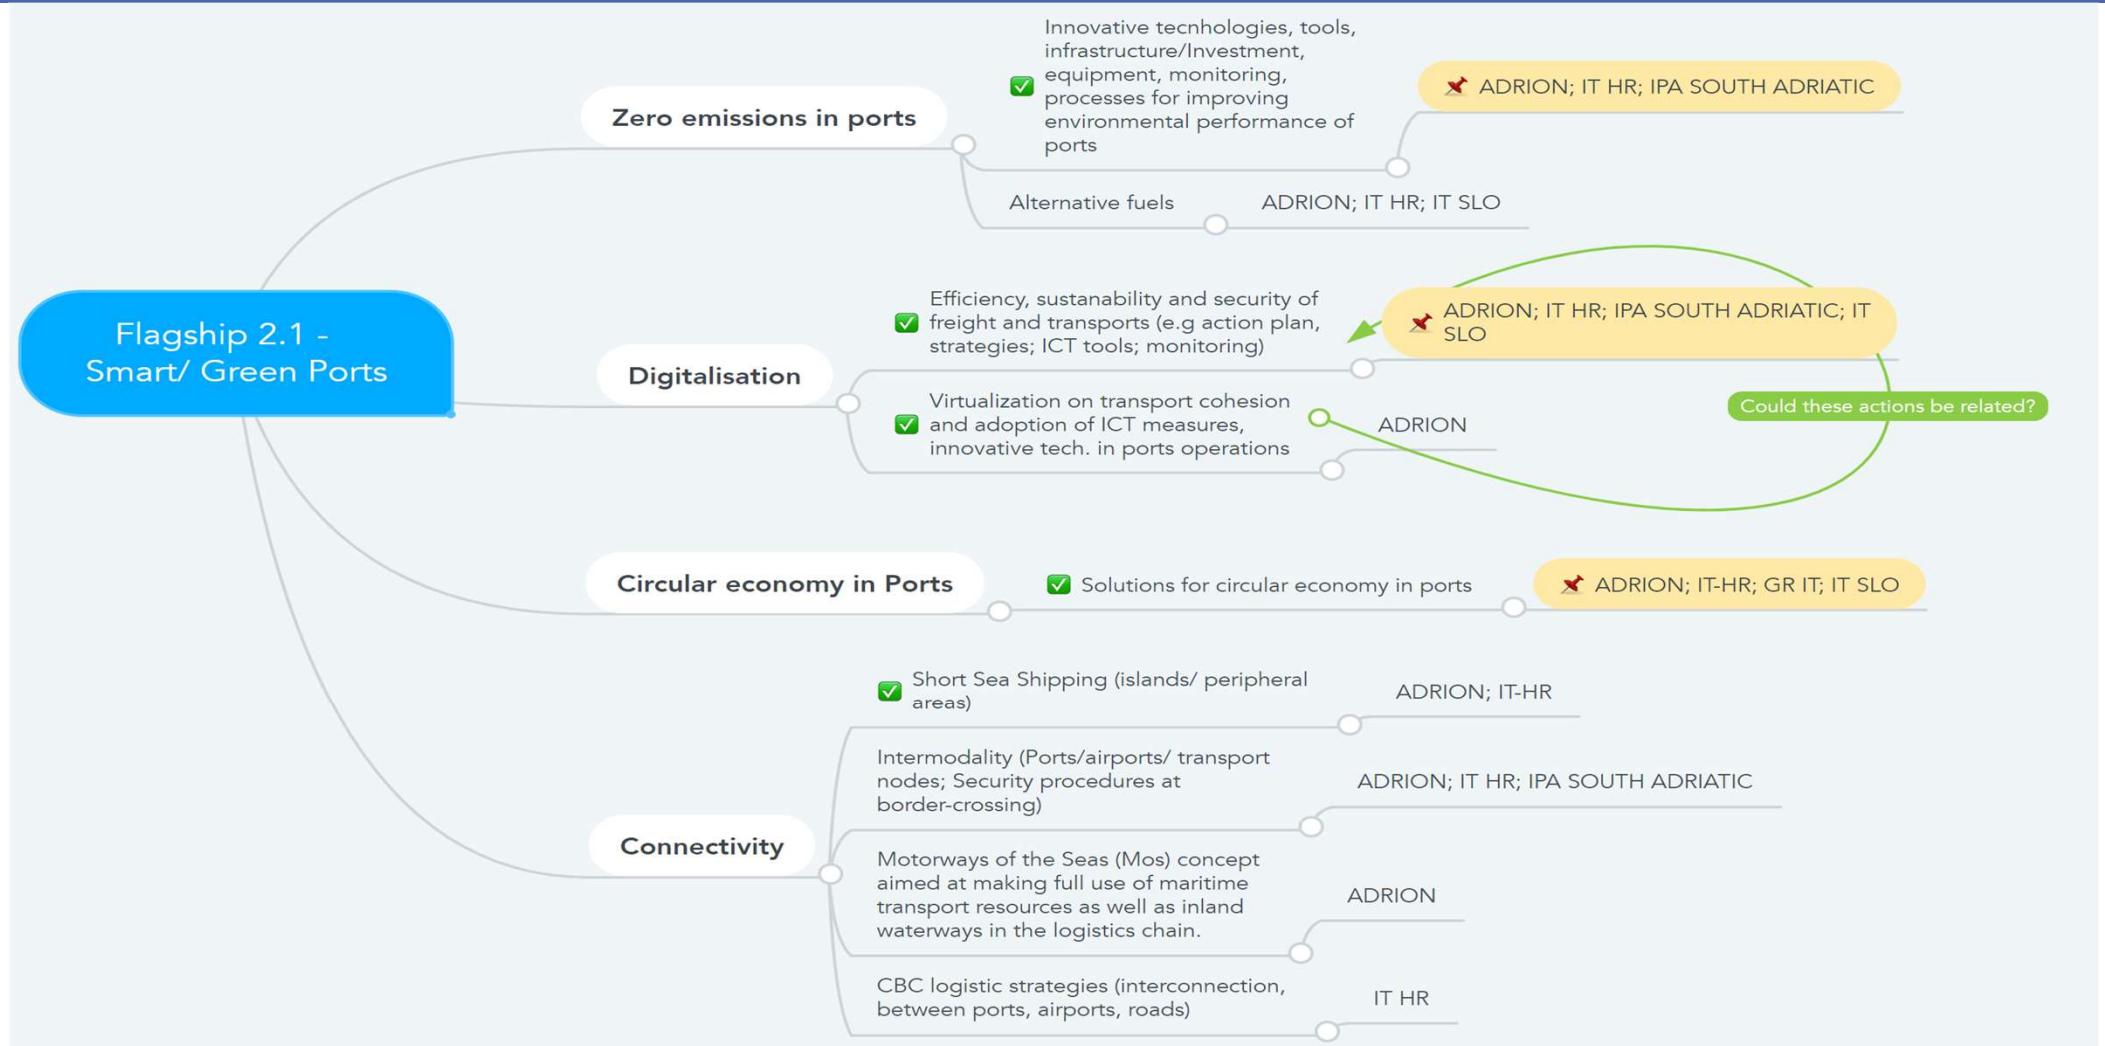 Flagship 2.1 -
Smart/ Green Ports
Zero emissions in ports
Innovative tecnhologies, tools,
infrastructure/Investment,
equipment, monitoring,
processes for improving
environmental performance of
ports
ADRION; IT HR; IPA SOUTH ADRIATIC
Alternative fuels
ADRION; IT HR; IT SLO
Digitalisation
Efficiency, sustanability and security of
freight and transports (e.g action plan,
strategies; ICT tools; monitoring)
ADRION; IT HR; IPA SOUTH ADRIATIC; IT
SLO
Virtualization on transport cohesion
and adoption of ICT measures,
innovative tech. in ports operations
ADRION
Could these actions be related?
Circular economy in Ports
Solutions for circular economy in ports
ADRION; IT-HR; GR IT; IT SLO
Connectivity
Short Sea Shipping (islands/ peripheral
areas)
ADRION; IT-HR
Intermodality (Ports/airports/ transport
nodes; Security procedures at
border-crossing)
ADRION; IT HR; IPA SOUTH ADRIATIC
Motorways of the Seas (Mos) concept
aimed at making full use of maritime
transport resources as well as inland
waterways in the logistics chain.
ADRION
CBC logistic strategies (interconnection,
between ports, airports, roads)
IT HR